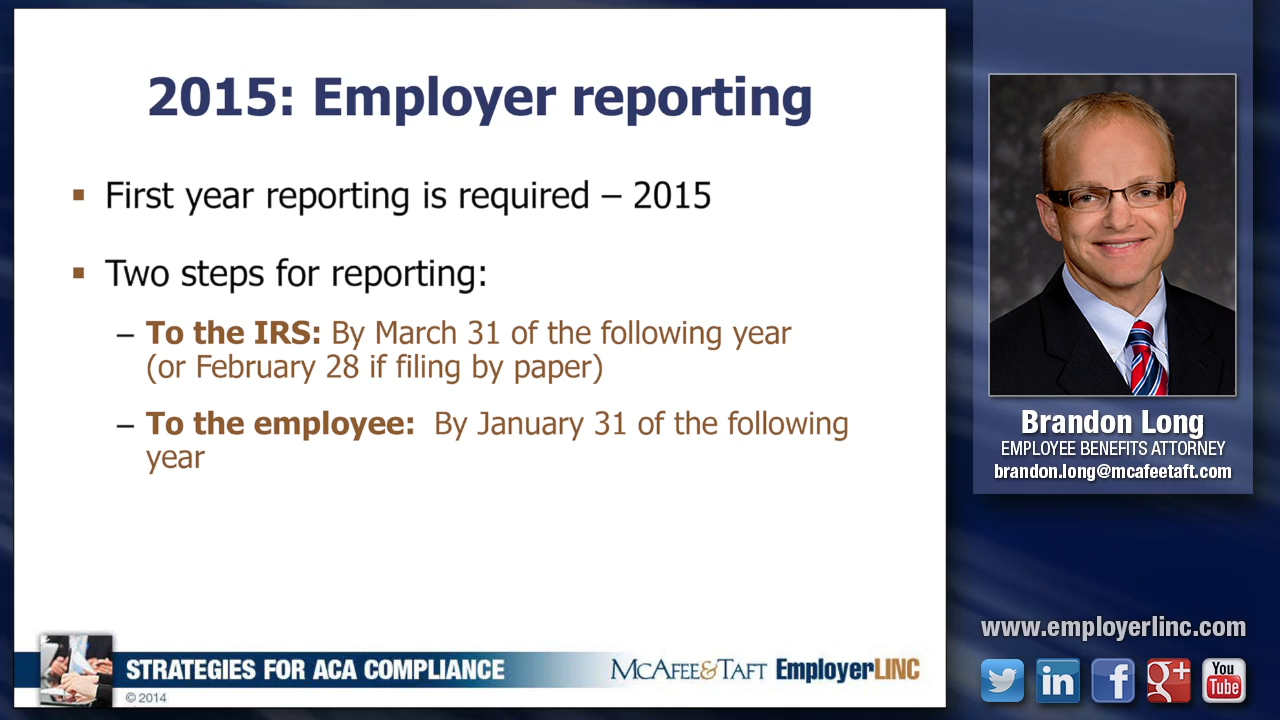 2015: Employer reporting
▪ First year reporting is required – 2015
▪ Two steps for reporting:
– To the IRS: By March 31 of the following year
(or February 28 if filing by paper)
– To the employee: By January 31 of the following
year
STRATEGIES FOR ACA COMPLIANCE
MCAFEE&TAFT EmployerLINC
© 2014
Brandon Long
EMPLOYEE BENEFITS ATTORNEY
brandon.long@mcafeetaft.com
www.employerlinc.com
in
f
g+
You
Tube